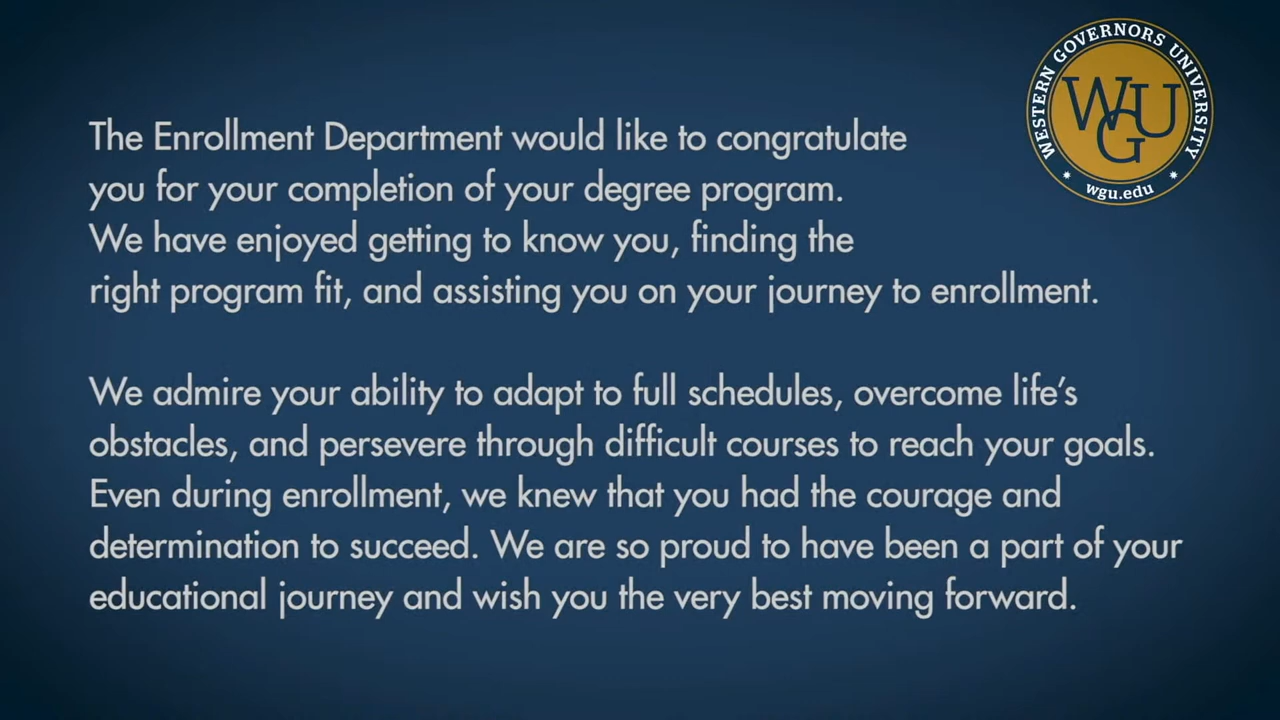 WESTERN GOVERNORS UNIVERSITY
WGU
wgu.edu
The Enrollment Department would like to congratulate
you for your completion of your degree program.
We have enjoyed getting to know you, finding the
right program fit, and assisting you on your journey to enrollment.
We admire your ability to adapt to full schedules, overcome life’s
obstacles, and persevere through difficult courses to reach your goals.
Even during enrollment, we knew that you had the courage and
determination to succeed. We are so proud to have been a part of your
educational journey and wish you the very best moving forward.